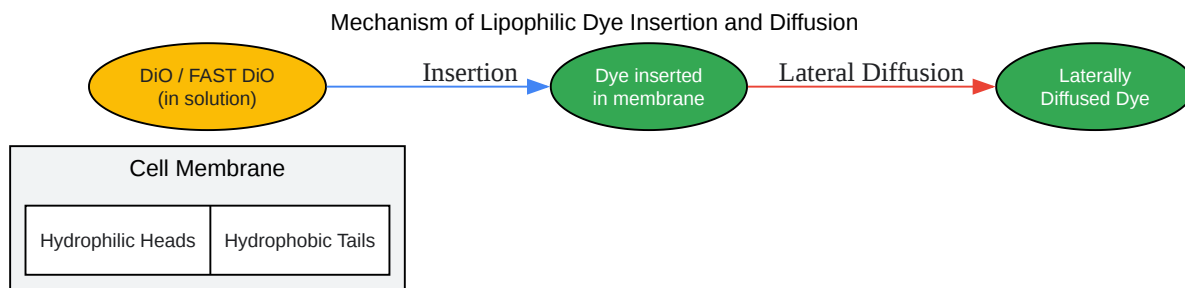 Mechanism of Lipophilic Dye Insertion and Diffusion
DiO / FAST DiO
(in solution)
Insertion
Dye inserted
in membrane
Lateral Diffusion
Laterally
Diffused Dye
Cell Membrane
Hydrophilic Heads
Hydrophobic Tails